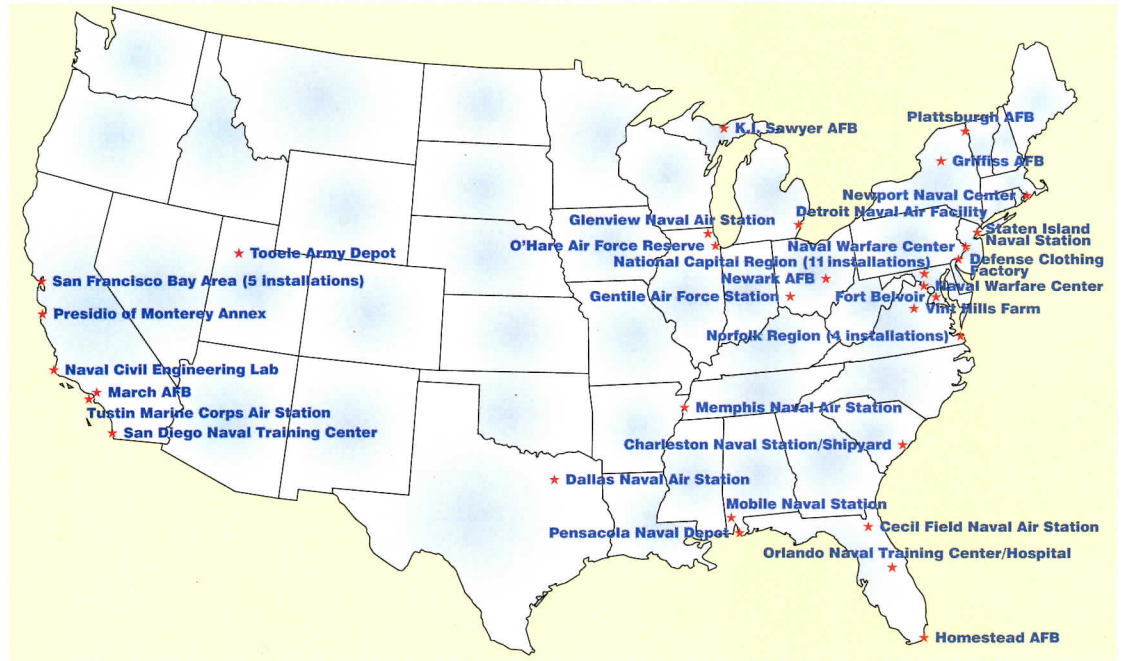 Plattsburgh AFB
K.I. Sawyer AFB
Griffiss AFB
Newport Naval Center
Detroit Naval Air Facility
Glenview Naval Air Station
Staten Island
Naval Station
O'Hare Air Force Reserve
Naval Warfare Center
Tooele Army Depot
National Capital Region (11 installations)
Defense Clothing
Factory
San Francisco Bay Area (5 installations)
Newark AFB
Naval Warfare Center
Gentile Air Force Station
Fort Belvoir
Vint Hills Farm
Presidio of Monterey Annex
Norfolk Region (4 installations)
Naval Civil Engineering Lab
March AFB
Memphis Naval Air Station
Tustin Marine Corps Air Station
San Diego Naval Training Center
Charleston Naval Station/Shipyard
Dallas Naval Air Station
Mobile Naval Station
Cecil Field Naval Air Station
Pensacola Naval Depot
Orlando Naval Training Center/Hospital
Homestead AFB